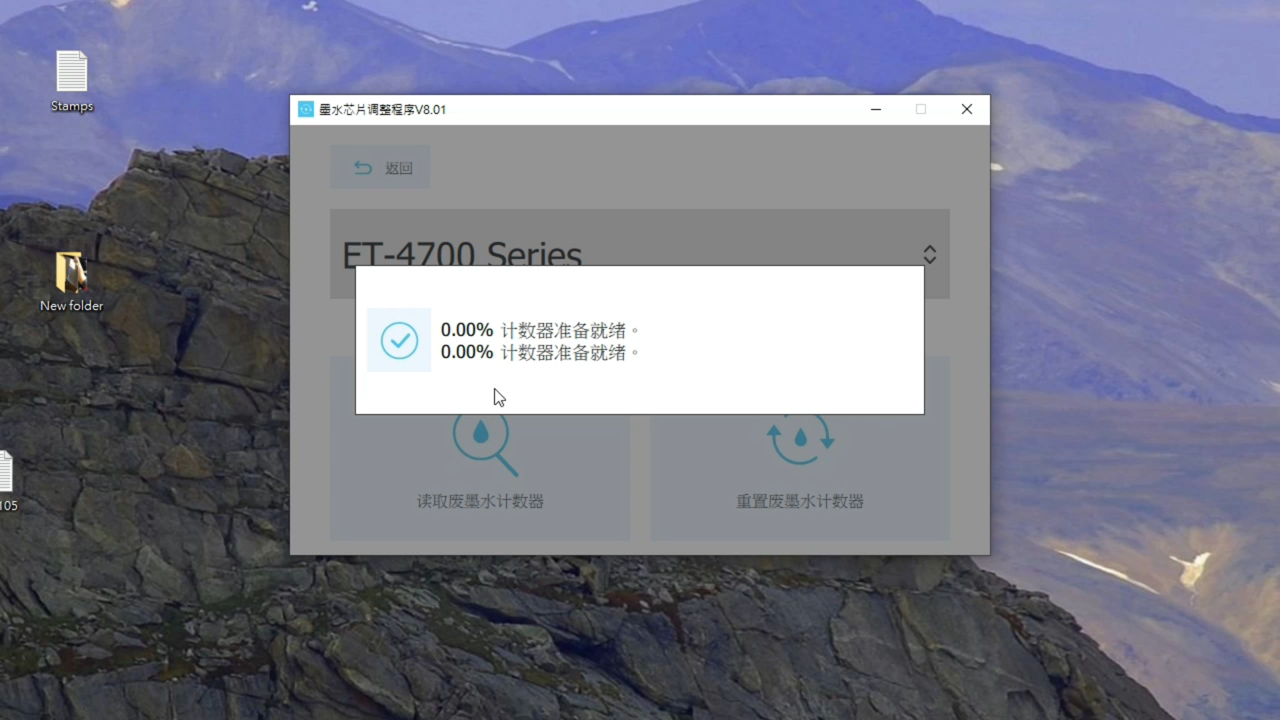 Stamps
New folder
105
墨水芯片调整程序V8.01
返回
ET-4700 Series
0.00% 计数器准备就绪。
0.00% 计数器准备就绪。
读取废墨水计数器
重置废墨水计数器